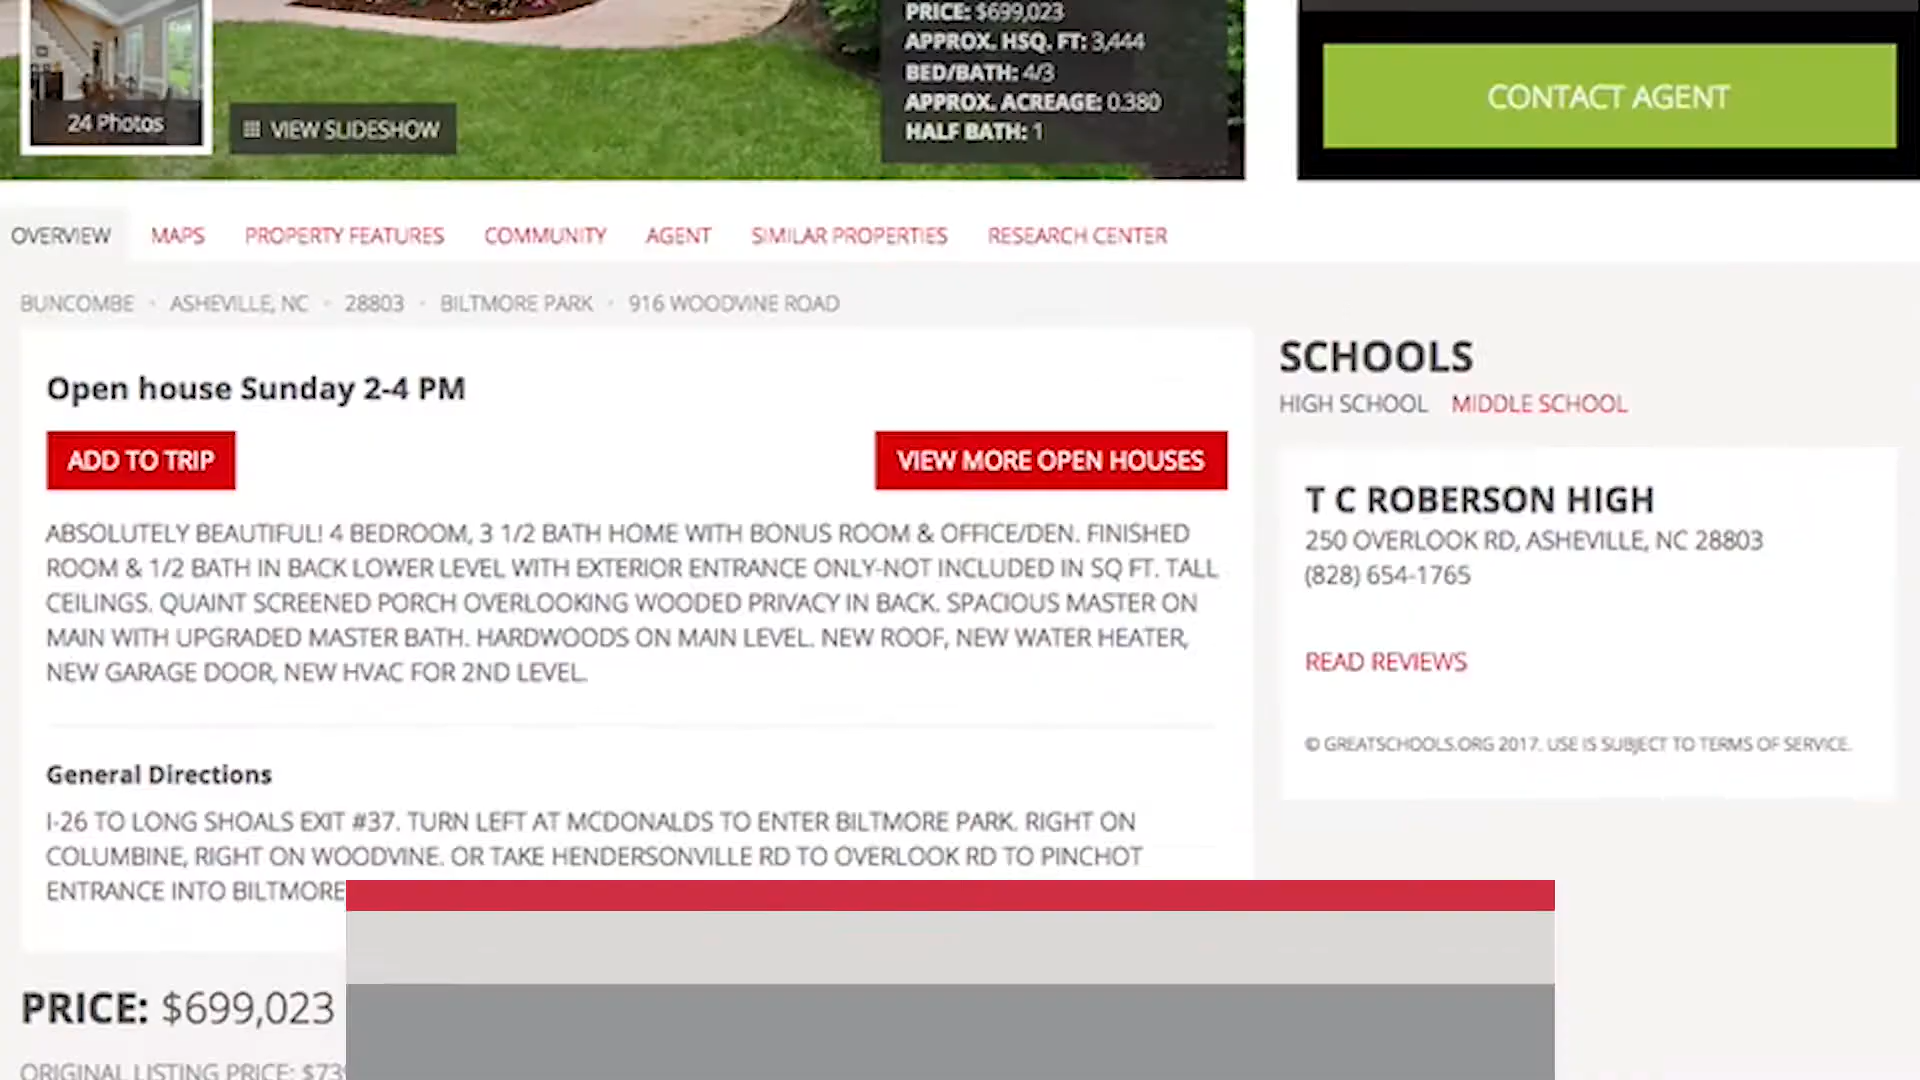 PRICE: $699,023
APPROX. HSQ. FT: 3,444
BED/BATH: 4/3
APPROX. ACREAGE: 0.380
HALF BATH: 1
24 Photos
VIEW SLIDESHOW
CONTACT AGENT
OVERVIEW MAPS PROPERTY FEATURES COMMUNITY AGENT SIMILAR PROPERTIES RESEARCH CENTER
BUNCOMBE • ASHEVILLE, NC • 28803 • BILTMORE PARK • 916 WOODVINE ROAD
Open house Sunday 2-4 PM
ADD TO TRIP
VIEW MORE OPEN HOUSES
ABSOLUTELY BEAUTIFUL! 4 BEDROOM, 3 1/2 BATH HOME WITH BONUS ROOM & OFFICE/DEN. FINISHED
ROOM & 1/2 BATH IN BACK LOWER LEVEL WITH EXTERIOR ENTRANCE ONLY-NOT INCLUDED IN SQ FT. TALL
CEILINGS. QUAINT SCREENED PORCH OVERLOOKING WOODED PRIVACY IN BACK. SPACIOUS MASTER ON
MAIN WITH UPGRADED MASTER BATH. HARDWOODS ON MAIN LEVEL. NEW ROOF, NEW WATER HEATER,
NEW GARAGE DOOR, NEW HVAC FOR 2ND LEVEL.
General Directions
I-26 TO LONG SHOALS EXIT #37. TURN LEFT AT MCDONALDS TO ENTER BILTMORE PARK. RIGHT ON
COLUMBINE, RIGHT ON WOODVINE. OR TAKE HENDERSONVILLE RD TO OVERLOOK RD TO PINCHOT
ENTRANCE INTO BILTMORE
PRICE: $699,023
ORIGINAL LISTING PRICE: $73
SCHOOLS
HIGH SCHOOL MIDDLE SCHOOL
T C ROBERSON HIGH
250 OVERLOOK RD, ASHEVILLE, NC 28803
(828) 654-1765
READ REVIEWS
© GREATSCHOOLS.ORG 2017. USE IS SUBJECT TO TERMS OF SERVICE.